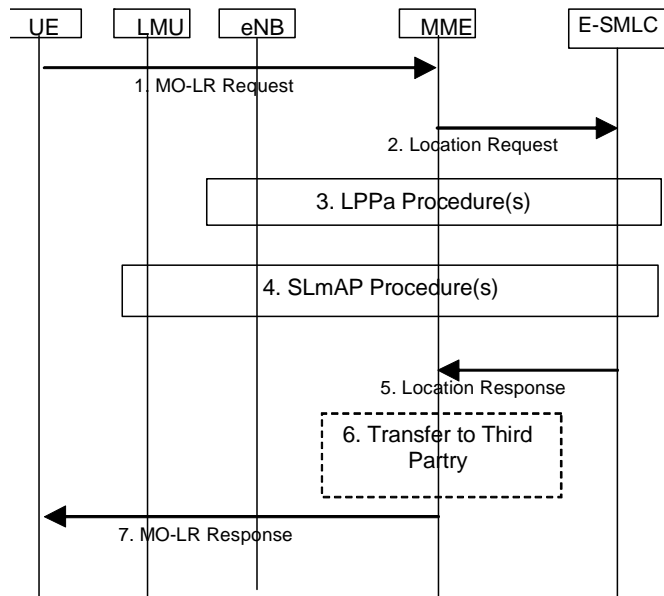 UE
LMU
eNB
MME
E-SMLC
1. MO-LR Request
2. Location Request
3. LPPa Procedure(s)
4. SLmAP Procedure(s)
5. Location Response
6. Transfer to Third
Partry
7. MO-LR Response